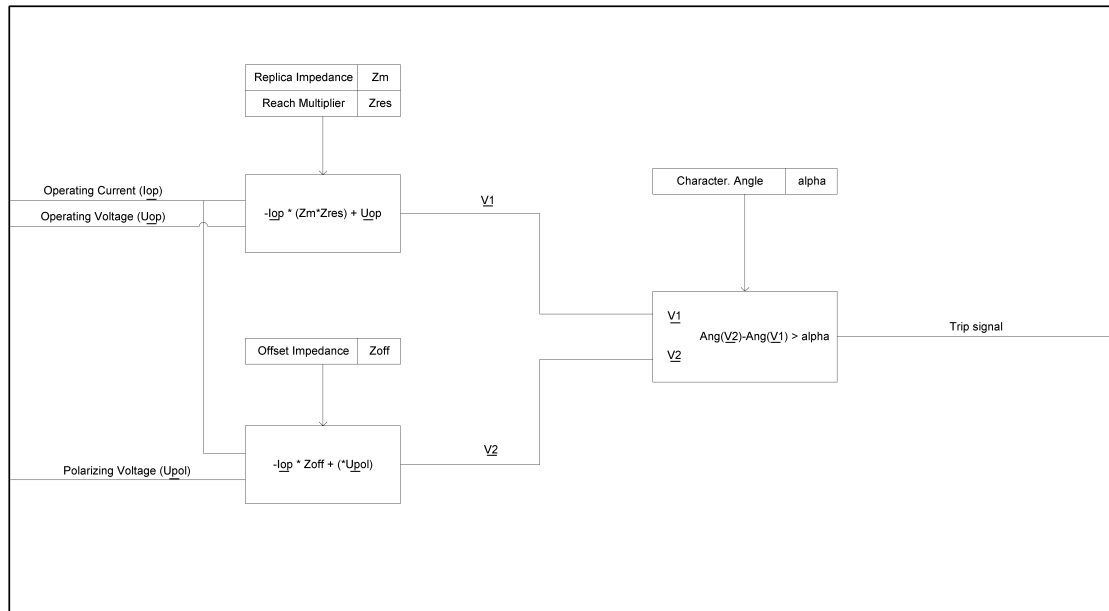 Replica Impedance Zm
Reach Multiplier Zres
Operating Current (Iop)
Operating Voltage (Uop)
-Iop * (Zm*Zres) + Uop
V1
Character. Angle alpha
V1
Ang(V2)-Ang(V1) > alpha
V2
Trip signal
Offset Impedance Zoff
Polarizing Voltage (Upol)
-Iop * Zoff + (*Upol)
V2